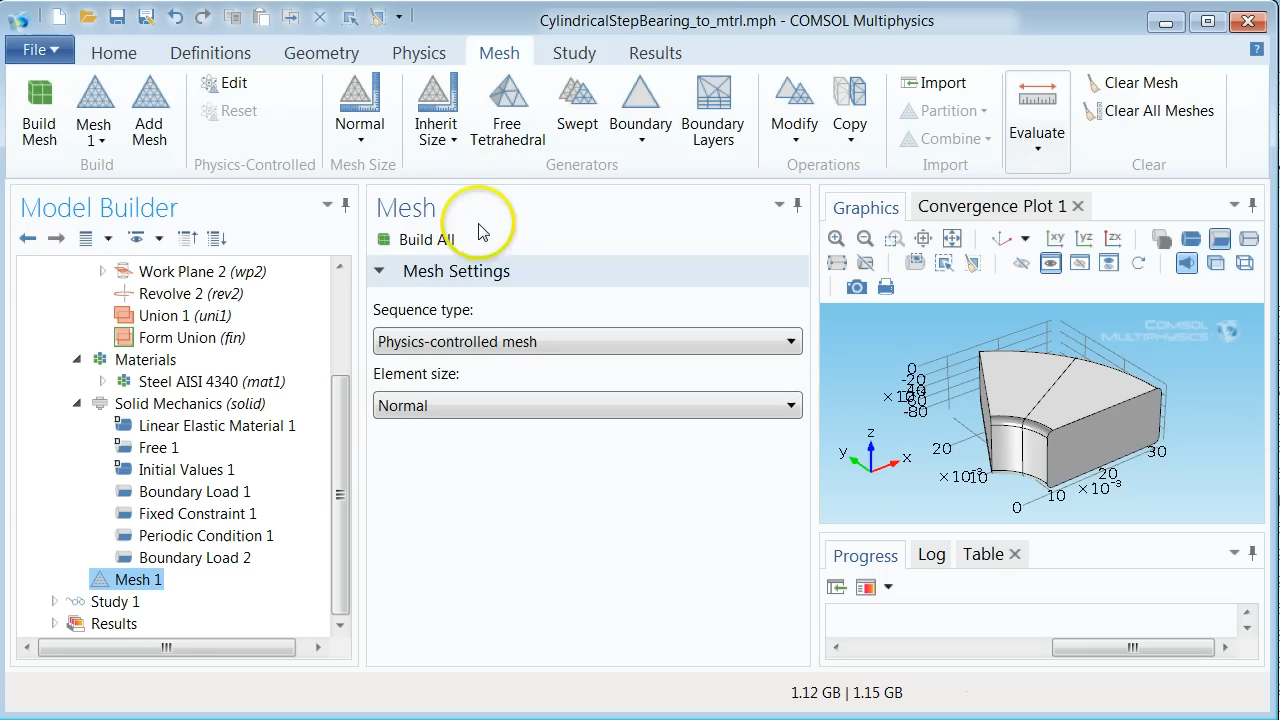 CylindricalStepBearing_to_mtrl.mph - COMSOL Multiphysics
File Home Definitions Geometry Physics Mesh Study Results
Build Mesh
Mesh 1
Add Mesh
Build
Edit
Reset
Physics-Controlled
Normal
Mesh Size
Inherit Size
Free Tetrahedral
Swept
Boundary
Boundary Layers
Generators
Modify
Copy
Operations
Import
Partition
Combine
Import
Evaluate
Clear Mesh
Clear All Meshes
Clear
Model Builder
Work Plane 2 (wp2)
Revolve 2 (rev2)
Union 1 (uni1)
Form Union (fin)
Materials
Steel AISI 4340 (mat1)
Solid Mechanics (solid)
Linear Elastic Material 1
Free 1
Initial Values 1
Boundary Load 1
Fixed Constraint 1
Periodic Condition 1
Boundary Load 2
Mesh 1
Study 1
Results
Mesh
Build All
Mesh Settings
Sequence type:
Physics-controlled mesh
Element size:
Normal
Graphics Convergence Plot 1
xy yz zx
COMSOL
MULTIPHYSICS
0
-20
-80
20
30
20
10
0
z
y
x
Progress Log Table
1.12 GB | 1.15 GB